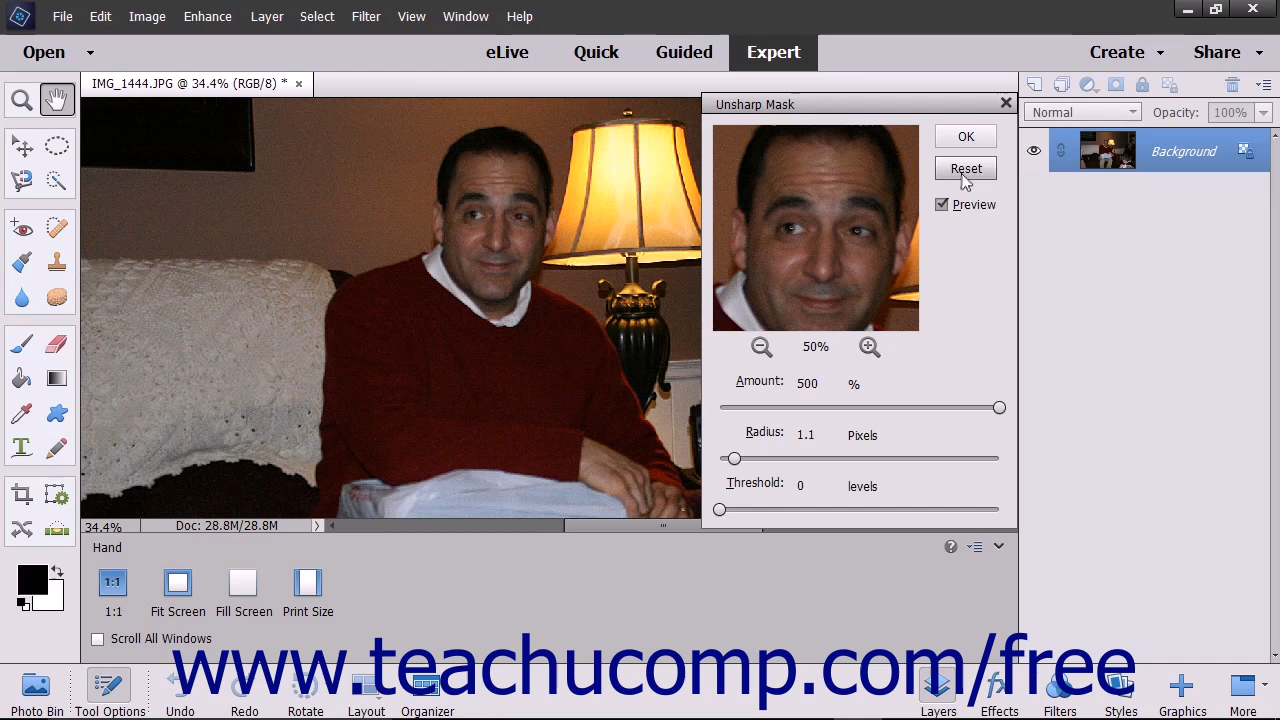 File Edit Image Enhance Layer Select Filter View Window Help
Open eLive Quick Guided Expert Create Share
IMG_1444.JPG @ 34.4% (RGB/8) * ×
Normal Opacity: 100%
Background
Unsharp Mask
OK
Reset
Preview
50%
Amount: 500 %
Radius: 1.1 Pixels
Threshold: 0 levels
34.4% Doc: 28.8M/28.8M
Hand
1:1
1:1 Fit Screen Fill Screen Print Size
Scroll All Windows
www.teachucomp.com/free
Photo Bin Tool Options Undo Redo Rotate Layout Organizer Layers Effects Filters Styles Graphics More